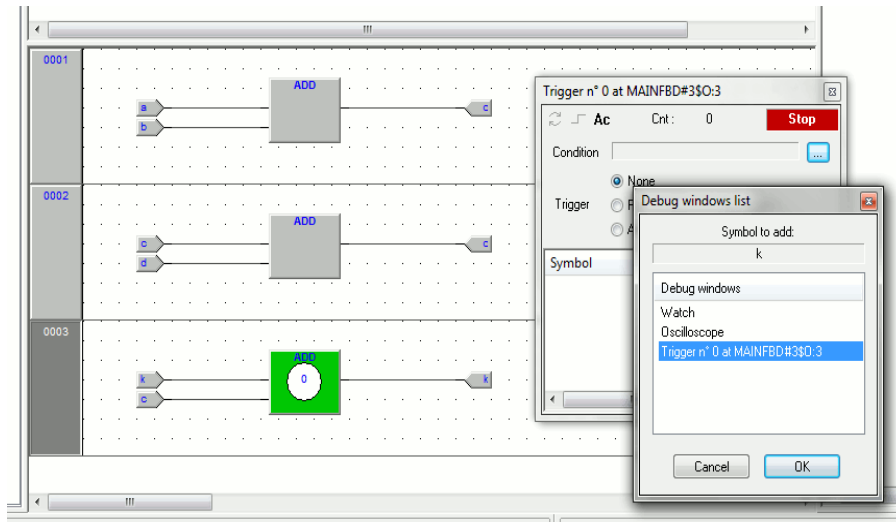 0001
ADD
a
b
c
0002
ADD
c
d
c
0003
ADD
0
k
c
k
Trigger n° 0 at MAINFBD#3$O:3
Ac Cnt: 0 Stop
Condition ...
None
Trigger
Symbol
Debug windows list
Symbol to add:
k
Debug windows
Watch
Oscilloscope
Trigger n° 0 at MAINFBD#3$O:3
Cancel OK